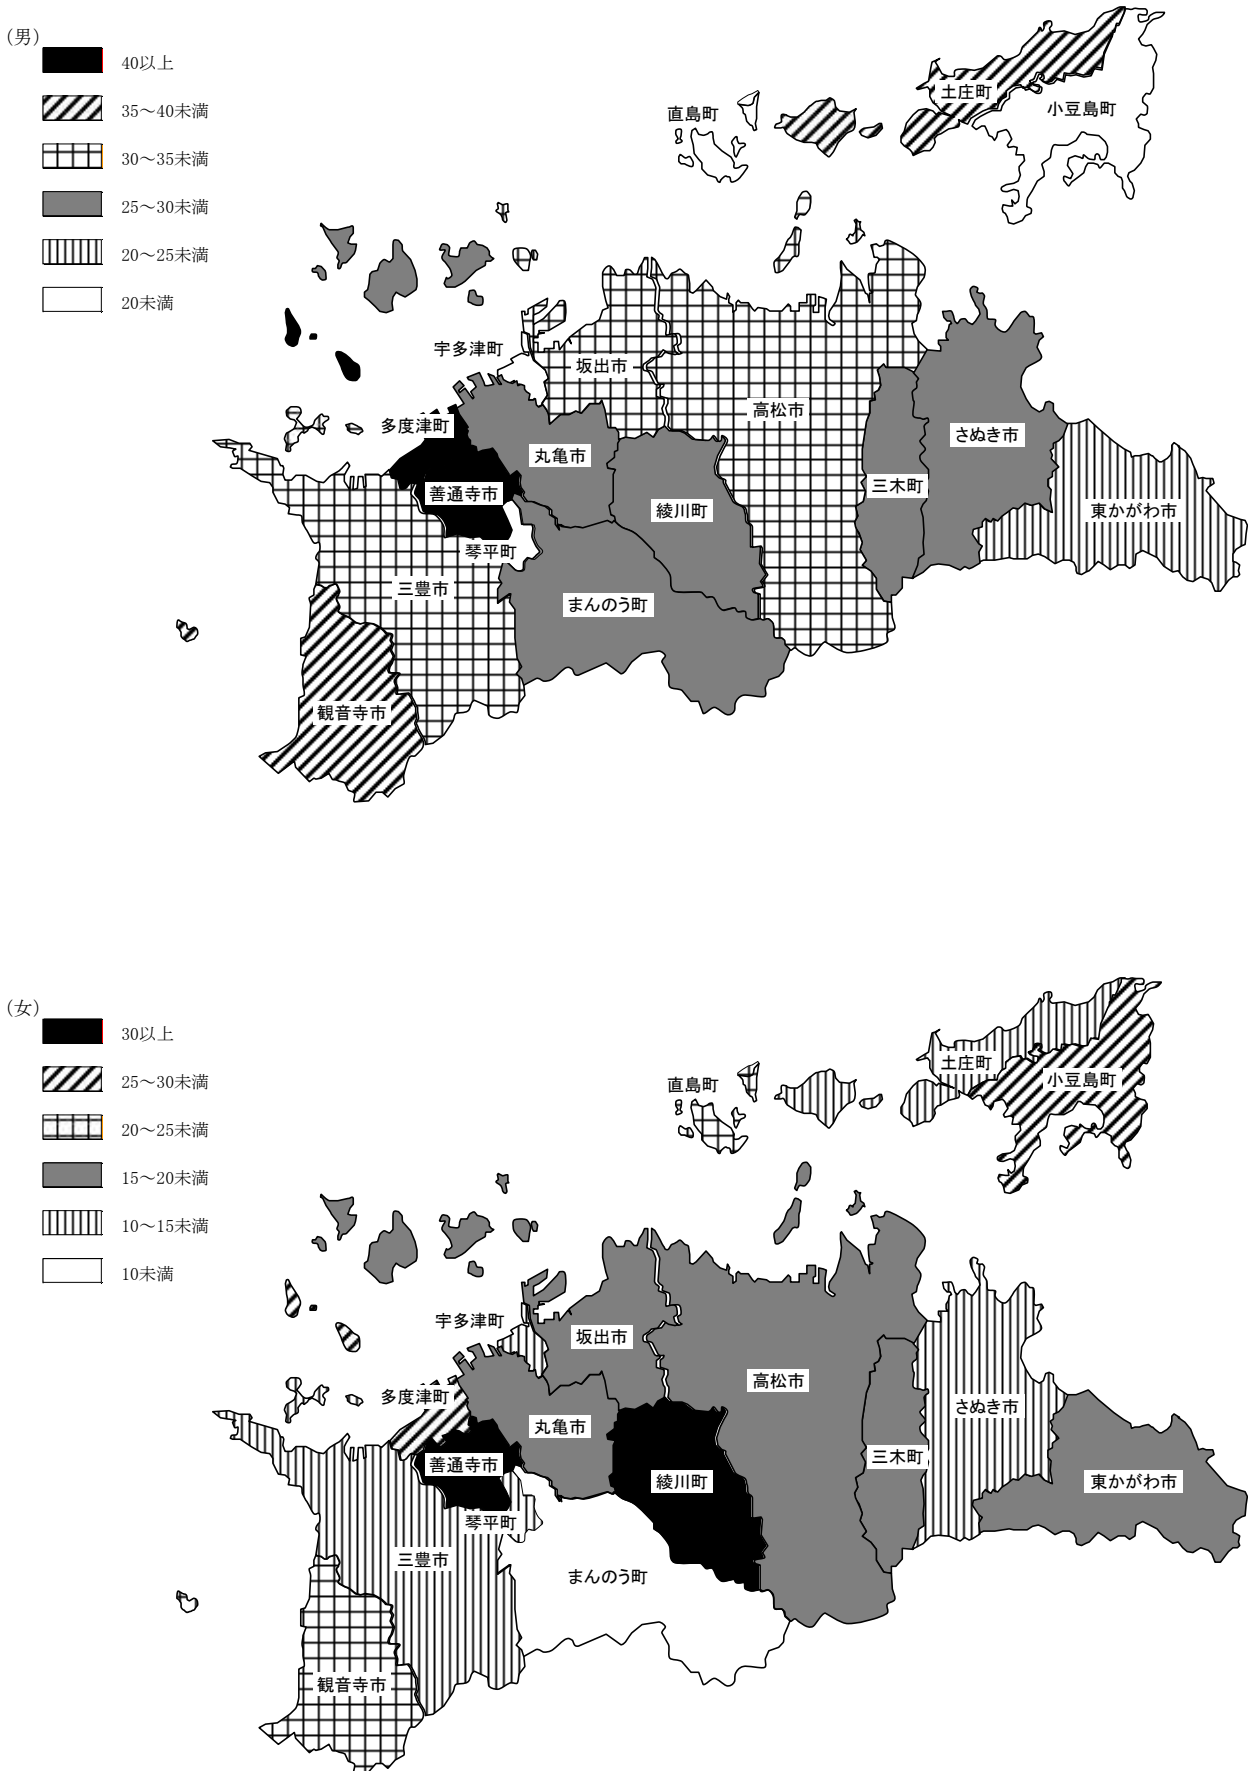 (男)
40以上
35～40未満
30～35未満
25～30未満
20～25未満
20未満
土庄町
小豆島町
直島町
宇多津町
坂出市
高松市
多度津町
丸亀市
さぬき市
善通寺市
綾川町
三木町
東かがわ市
琴平町
三豊市
まんのう町
観音寺市
(女)
30以上
25～30未満
20～25未満
15～20未満
10～15未満
10未満
土庄町
小豆島町
直島町
宇多津町
坂出市
高松市
多度津町
丸亀市
さぬき市
善通寺市
綾川町
三木町
東かがわ市
琴平町
三豊市
まんのう町
観音寺市